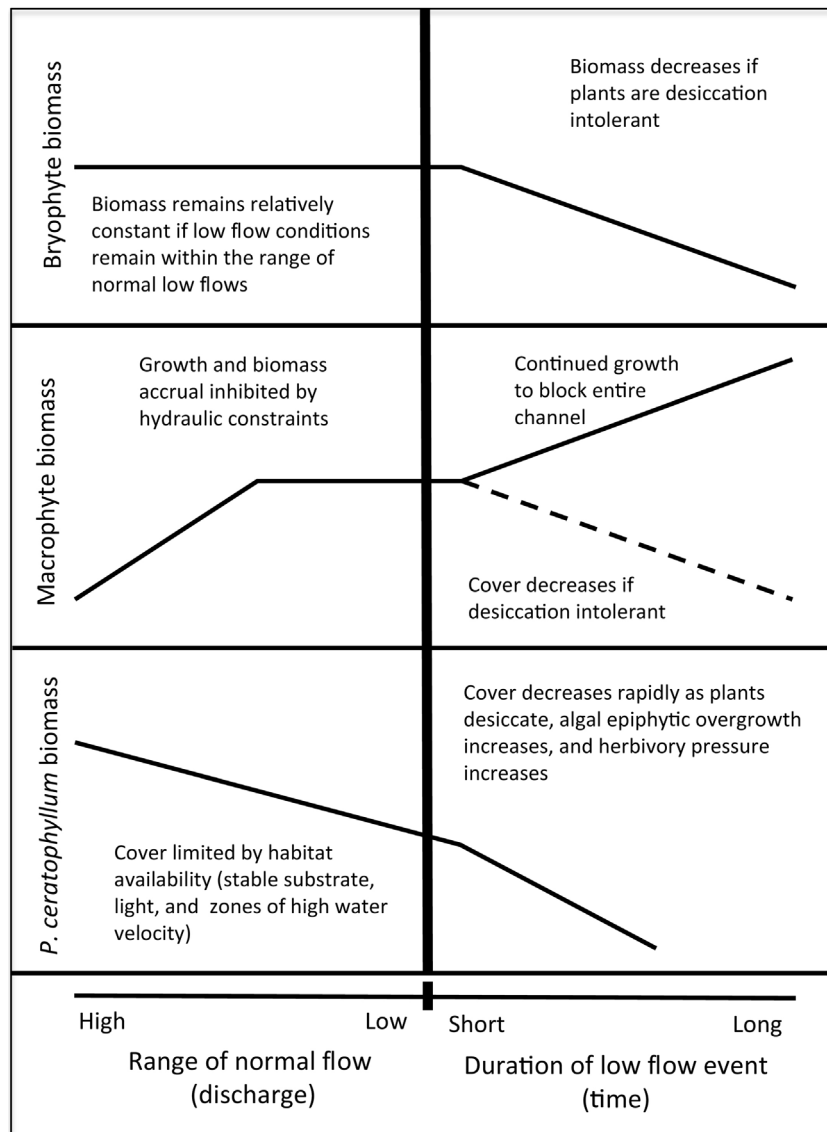 Bryophyte biomass
Biomass decreases if
plants are desiccation
intolerant
Biomass remains relatively
constant if low flow conditions
remain within the range of
normal low flows
Macrophyte biomass
Growth and biomass
accrual inhibited by
hydraulic constraints
Continued growth
to block entire
channel
Cover decreases if
desiccation intolerant
P. ceratophyllum biomass
Cover decreases rapidly as plants
desiccate, algal epiphytic overgrowth
increases, and herbivory pressure
increases
Cover limited by habitat
availability (stable substrate,
light, and zones of high water
velocity)
High Low Short Long
Range of normal flow
(discharge)
Duration of low flow event
(time)